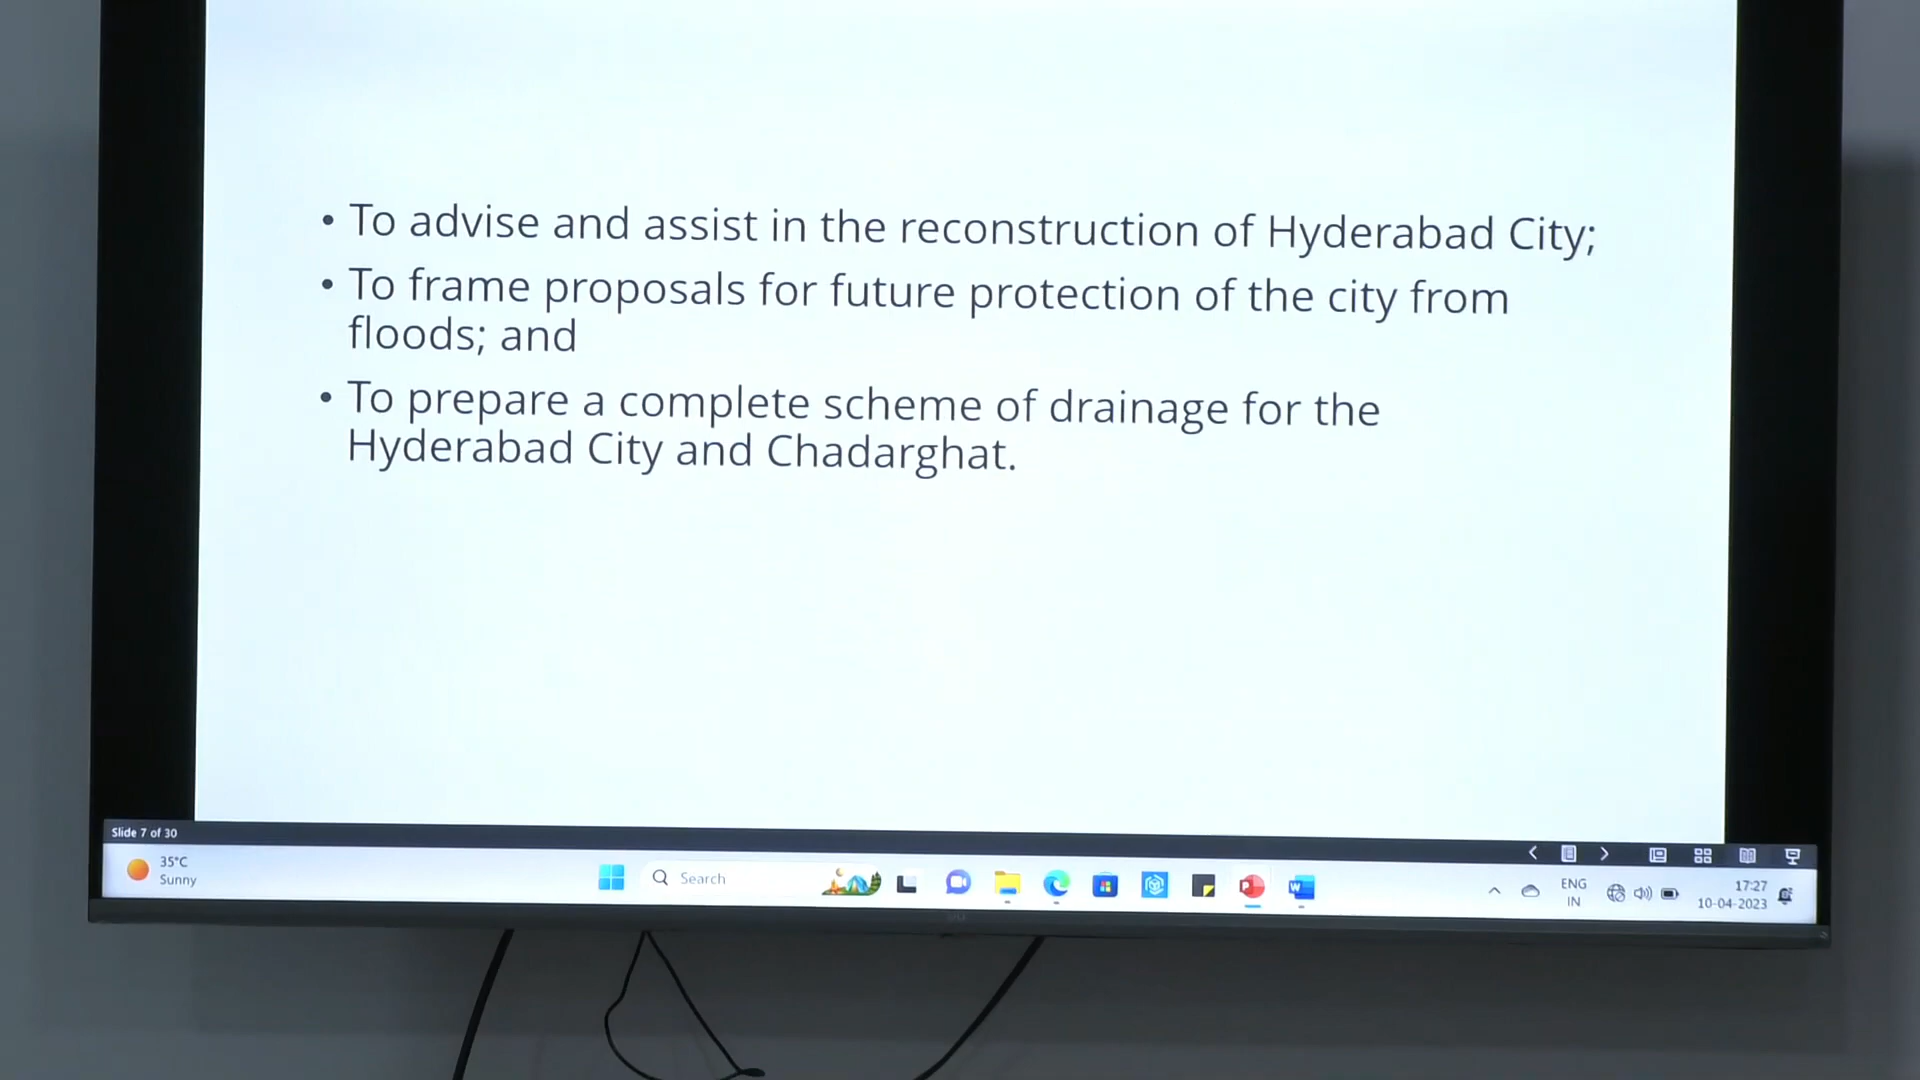 • To advise and assist in the reconstruction of Hyderabad City;
• To frame proposals for future protection of the city from
floods; and
• To prepare a complete scheme of drainage for the
Hyderabad City and Chadarghat.
Slide 7 of 30
35°C
Sunny
Search
ENG
IN
17:27
10-04-2023